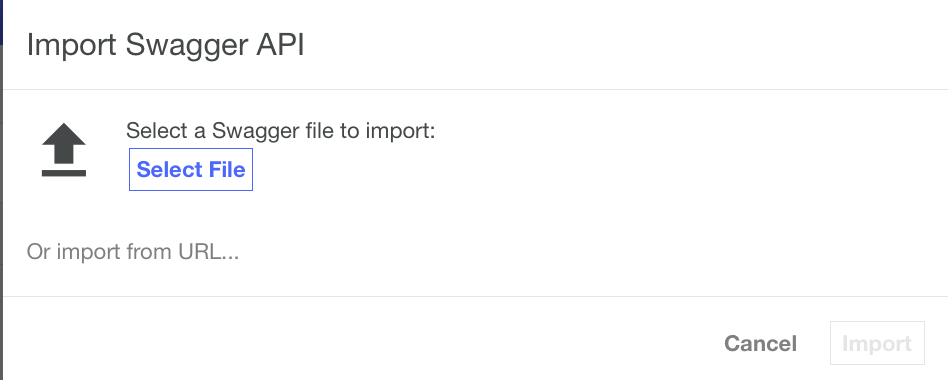 Import Swagger API
Select a Swagger file to import:
Select File
Or import from URL...
Cancel Import